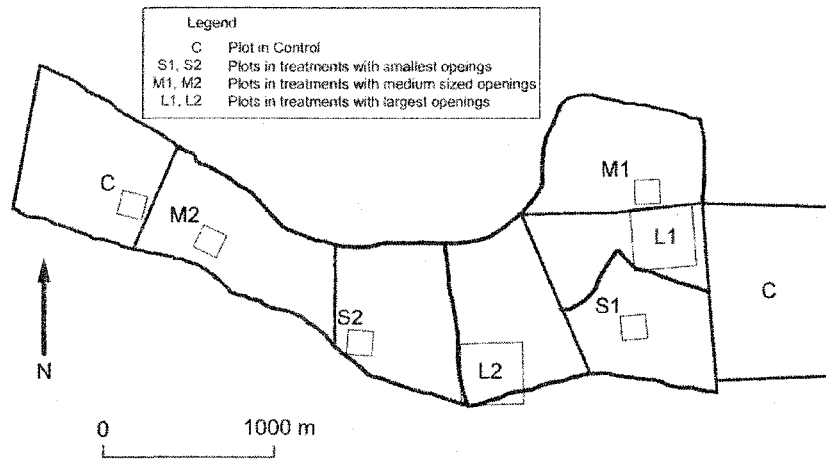 Legend
C Plot in Control
S1, S2 Plots in treatments with smallest opeings
M1, M2 Plots in treatments with medium sized openings
L1, L2 Plots in treatments with largest openings
M1
C
M2
L1
C
S1
S2
L2
N
0 1000 m